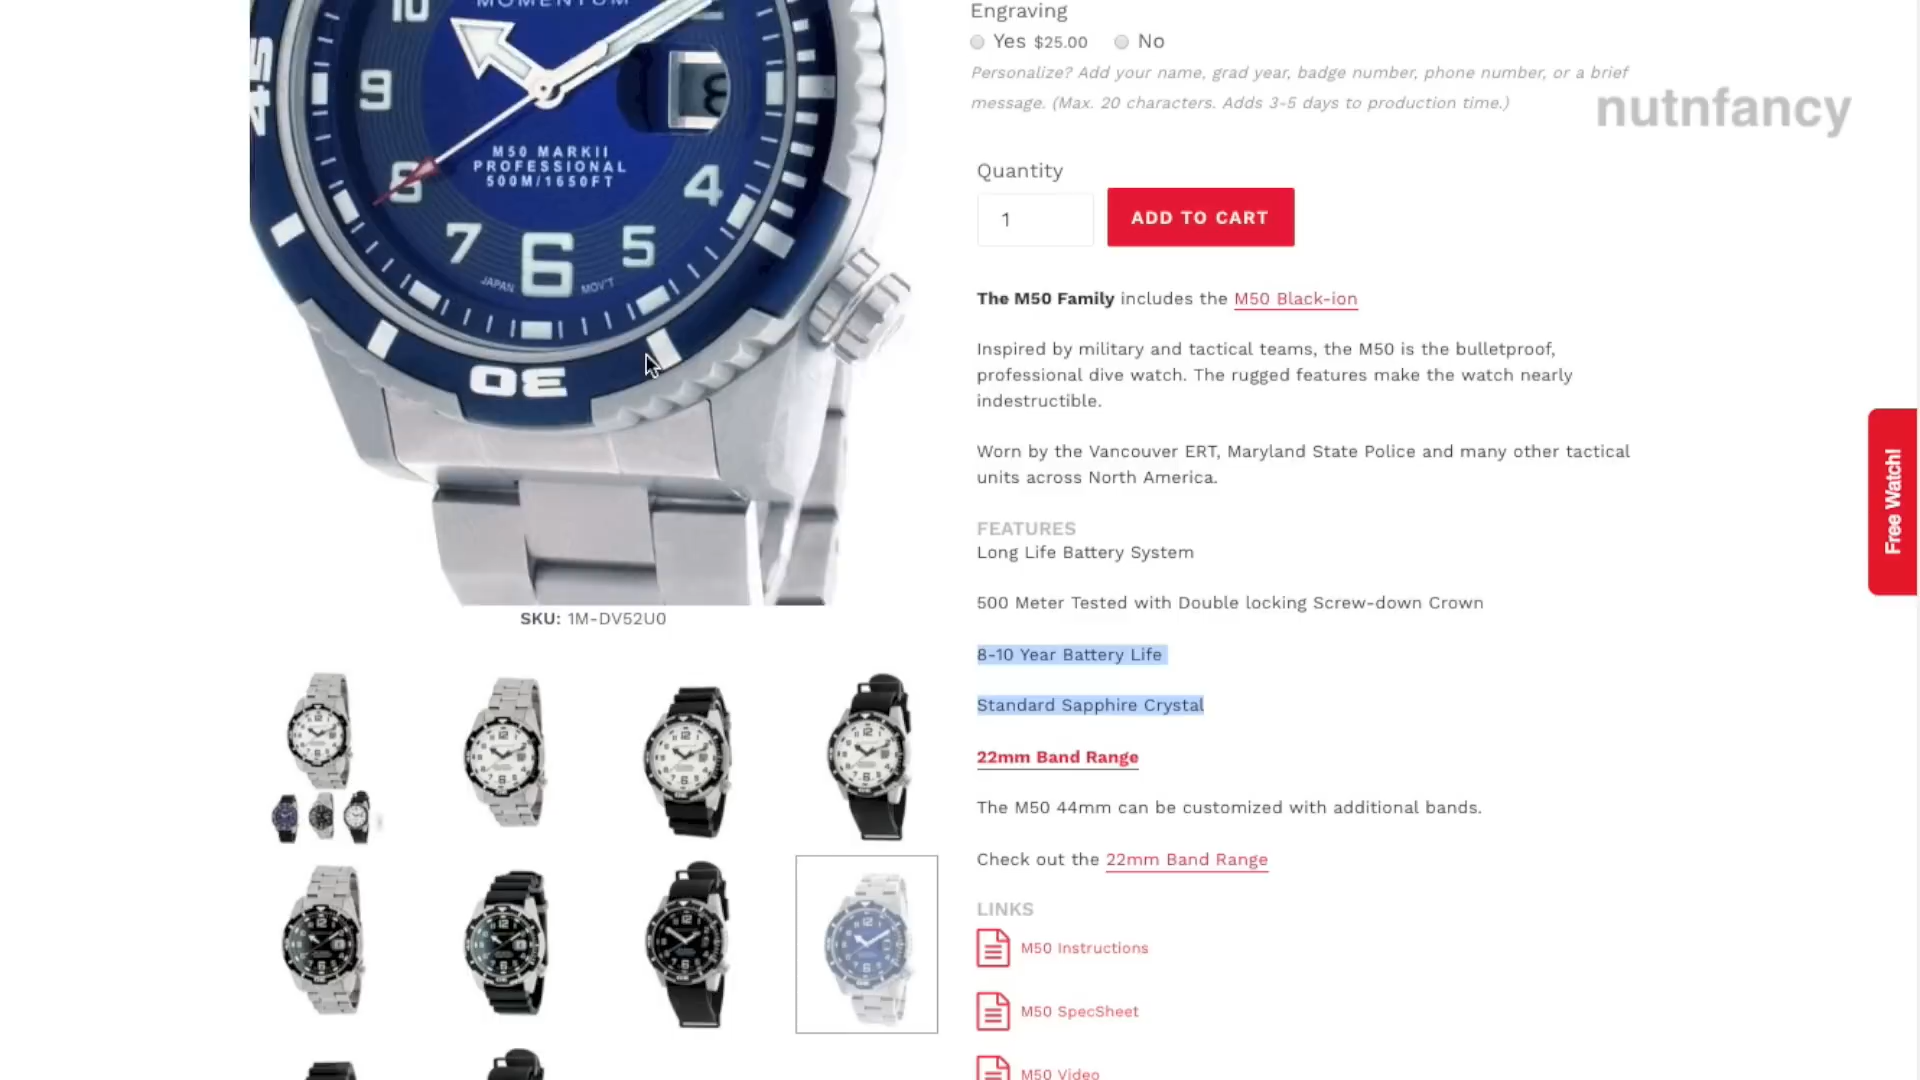 10
MOMENTUM
45
9
8
M50 MARKII
PROFESSIONAL
500M/1650FT
4
7
6
5
JAPAN
MOV'T
30
SKU: 1M-DV52U0
Engraving
Yes $25.00
No
Personalize? Add your name, grad year, badge number, phone number, or a brief
message. (Max. 20 characters. Adds 3-5 days to production time.)
nutnfancy
Quantity
1
ADD TO CART
The M50 Family includes the M50 Black-ion
Inspired by military and tactical teams, the M50 is the bulletproof,
professional dive watch. The rugged features make the watch nearly
indestructible.
Worn by the Vancouver ERT, Maryland State Police and many other tactical
units across North America.
Free Watch!
FEATURES
Long Life Battery System
500 Meter Tested with Double locking Screw-down Crown
8-10 Year Battery Life
Standard Sapphire Crystal
22mm Band Range
The M50 44mm can be customized with additional bands.
Check out the 22mm Band Range
LINKS
M50 Instructions
M50 SpecSheet
M50 Video